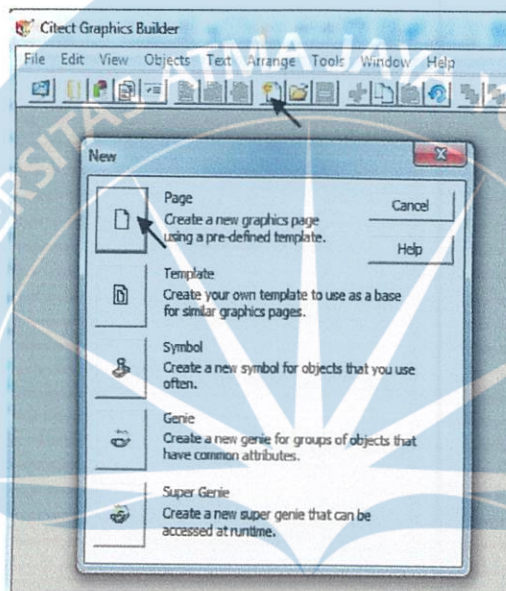 Citect Graphics Builder
File Edit View Objects Text Arrange Tools Window Help
New
Page
Create a new graphics page
using a pre-defined template.
Cancel
Help
Template
Create your own template to use as a base
for similar graphics pages.
Symbol
Create a new symbol for objects that you use
often.
Genie
Create a new genie for groups of objects that
have common attributes.
Super Genie
Create a new super genie that can be
accessed at runtime.
ATMA JAYA